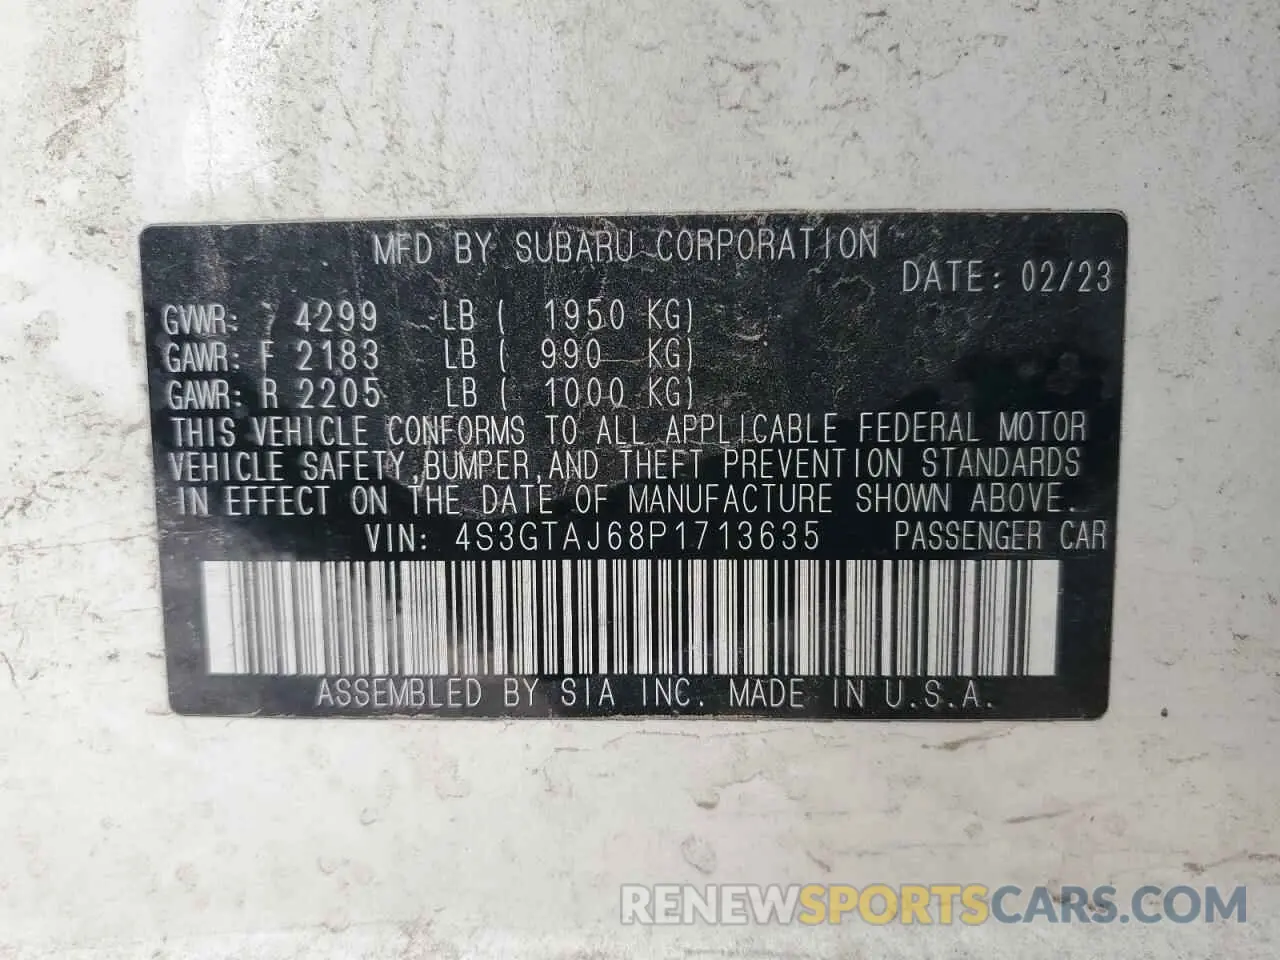 MFD BY SUBARU CORPORATION
DATE: 02/23
GVWR: 4299 LB ( 1950 KG)
GAWR: F 2183 LB ( 990 KG)
GAWR: R 2205 LB ( 1000 KG)
THIS VEHICLE CONFORMS TO ALL APPLICABLE FEDERAL MOTOR
VEHICLE SAFETY,BUMPER,AND THEFT PREVENTION STANDARDS
IN EFFECT ON THE DATE OF MANUFACTURE SHOWN ABOVE.
VIN: 4S3GTAJ68P1713635 PASSENGER CAR
ASSEMBLED BY SIA INC. MADE IN U.S.A.
RENEWSPORTSCARS.COM